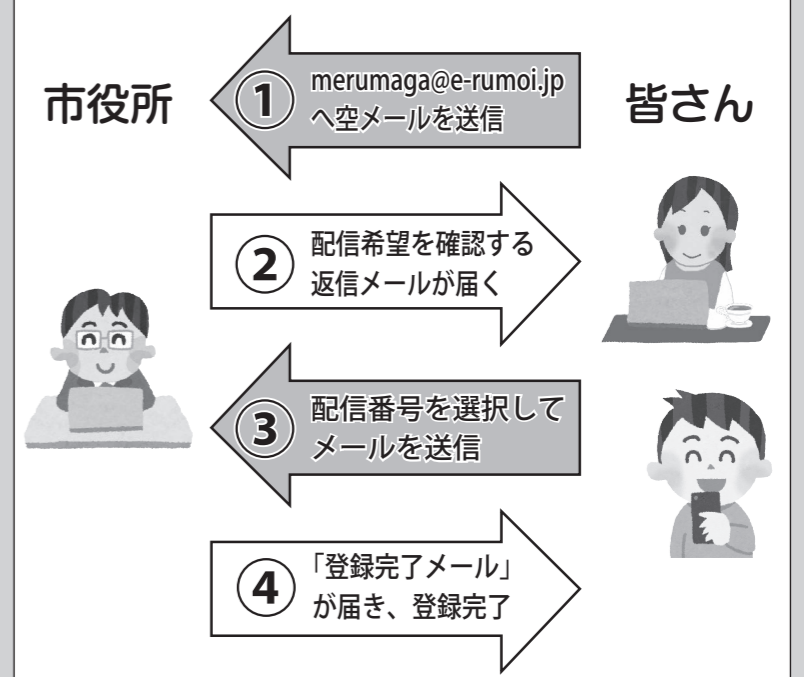 市役所
皆さん
① merumaga@e-rumoi.jp
へ空メールを送信
② 配信希望を確認する
返信メールが届く
③ 配信番号を選択して
メールを送信
④ 「登録完了メール」
が届き、登録完了